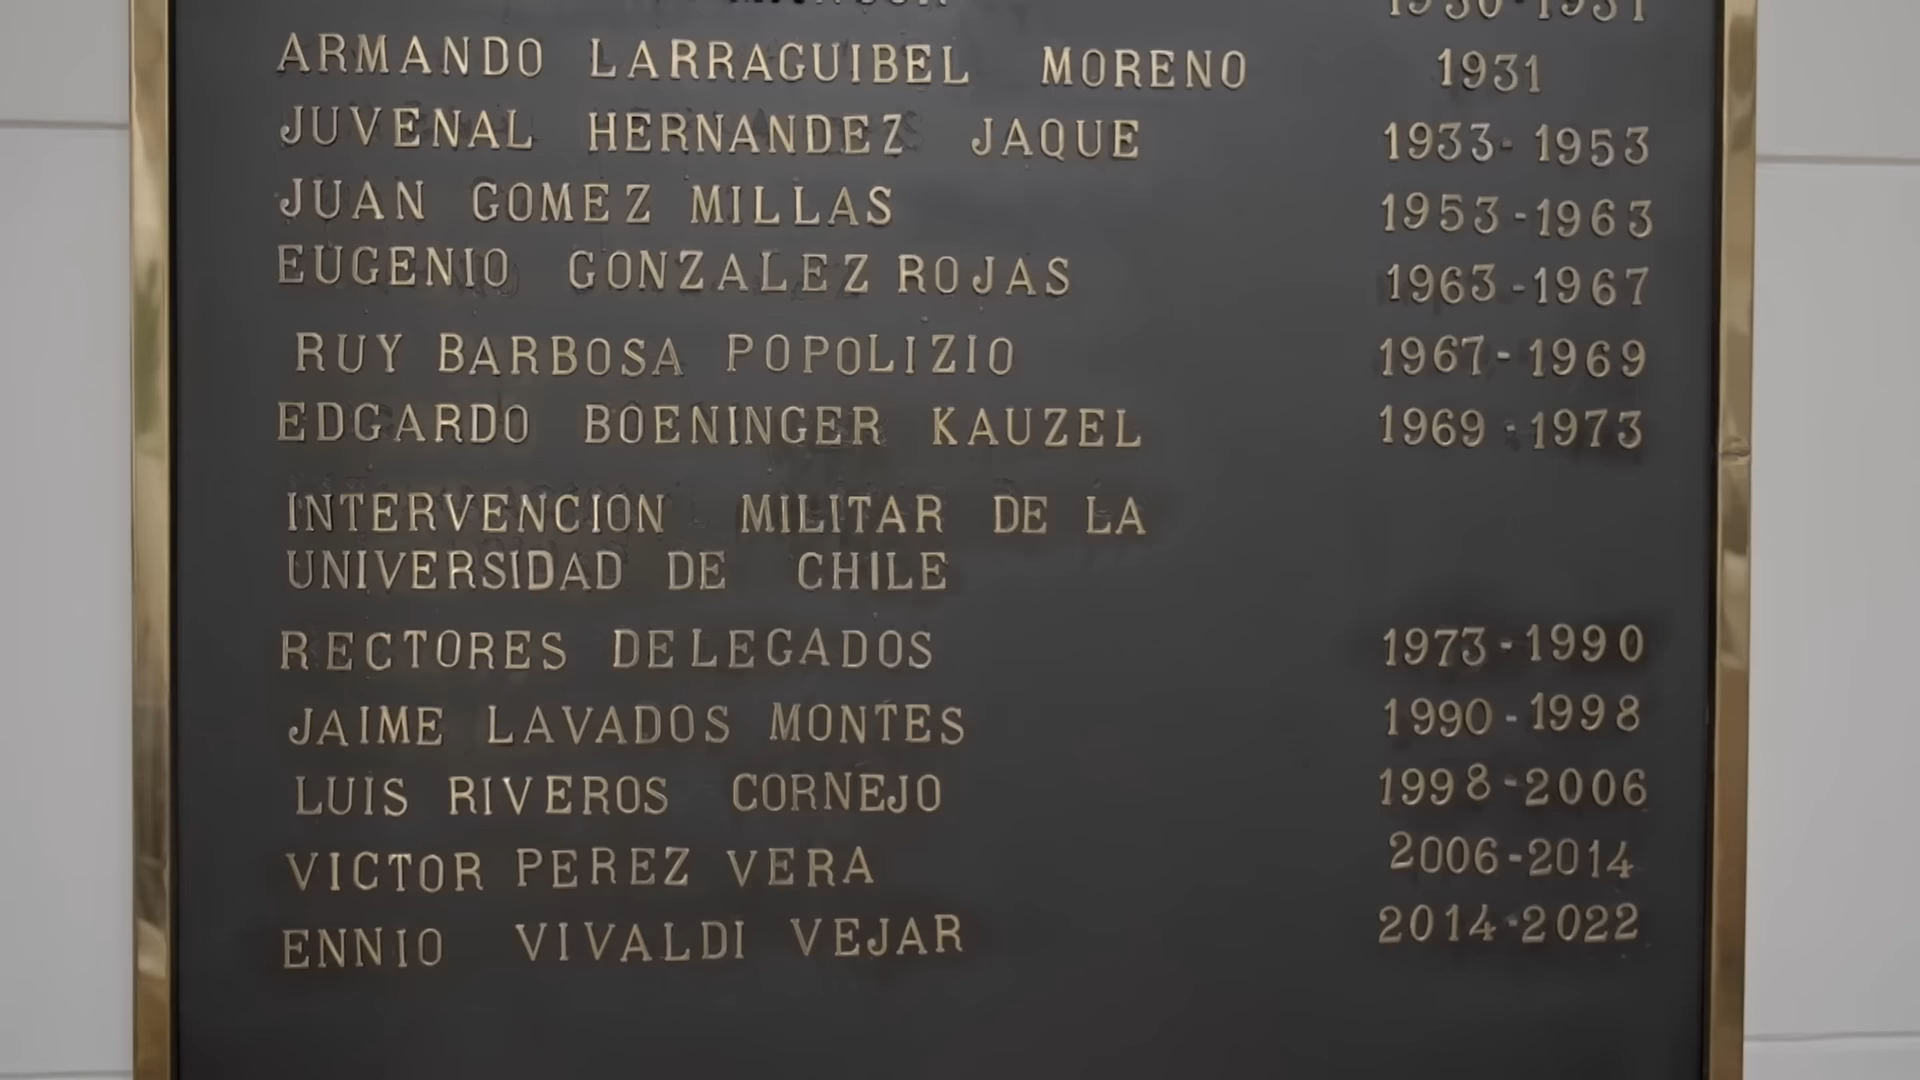 1930-1931
ARMANDO LARRAGUIBEL MORENO 1931
JUVENAL HERNANDEZ JAQUE 1933-1953
JUAN GOMEZ MILLAS 1953-1963
EUGENIO GONZALEZ ROJAS 1963-1967
RUY BARBOSA POPOLIZIO 1967-1969
EDGARDO BOENINGER KAUZEL 1969-1973
INTERVENCION MILITAR DE LA
UNIVERSIDAD DE CHILE
RECTORES DELEGADOS 1973-1990
JAIME LAVADOS MONTES 1990-1998
LUIS RIVEROS CORNEJO 1998-2006
VICTOR PEREZ VERA 2006-2014
ENNIO VIVALDI VEJAR 2014-2022